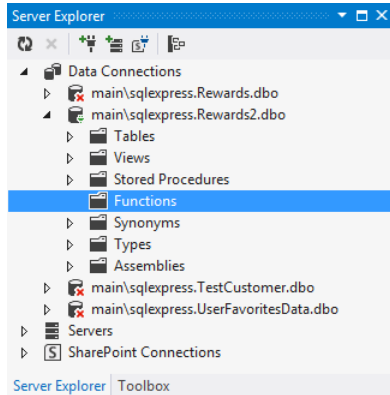 Server Explorer
Data Connections
main\sqlexpress.Rewards.dbo
main\sqlexpress.Rewards2.dbo
Tables
Views
Stored Procedures
Functions
Synonyms
Types
Assemblies
main\sqlexpress.TestCustomer.dbo
main\sqlexpress.UserFavoritesData.dbo
Servers
SharePoint Connections
Server Explorer Toolbox